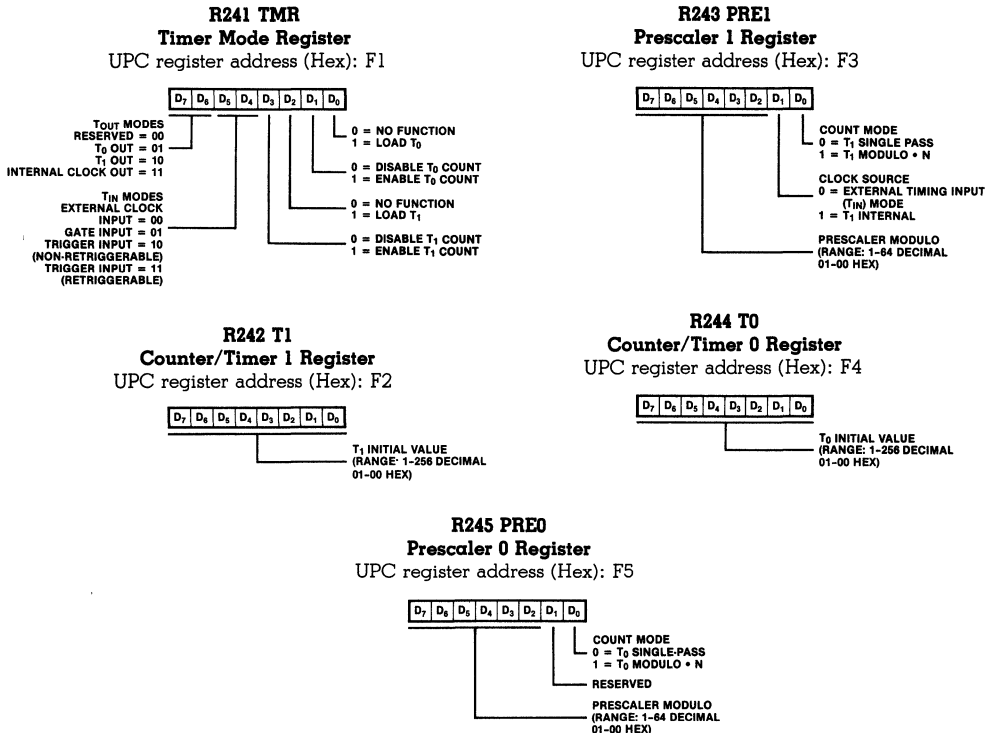 R241 TMR
Timer Mode Register
UPC register address (Hex): F1
D7 D6 D5 D4 D3 D2 D1 D0
TOUT MODES
RESERVED = 00
T0 OUT = 01
T1 OUT = 10
INTERNAL CLOCK OUT = 11
TIN MODES
EXTERNAL CLOCK
INPUT = 00
GATE INPUT = 01
TRIGGER INPUT = 10
(NON-RETRIGGERABLE)
TRIGGER INPUT = 11
(RETRIGGERABLE)
0 = NO FUNCTION
1 = LOAD T0
0 = DISABLE T0 COUNT
1 = ENABLE T0 COUNT
0 = NO FUNCTION
1 = LOAD T1
0 = DISABLE T1 COUNT
1 = ENABLE T1 COUNT
R243 PRE1
Prescaler 1 Register
UPC register address (Hex): F3
D7 D6 D5 D4 D3 D2 D1 D0
COUNT MODE
0 = T1 SINGLE PASS
1 = T1 MODULO • N
CLOCK SOURCE
0 = EXTERNAL TIMING INPUT
(TIN) MODE
1 = T1 INTERNAL
PRESCALER MODULO
(RANGE: 1–64 DECIMAL
01–00 HEX)
R242 T1
Counter/Timer 1 Register
UPC register address (Hex): F2
D7 D6 D5 D4 D3 D2 D1 D0
T1 INITIAL VALUE
(RANGE: 1–256 DECIMAL
01–00 HEX)
R244 T0
Counter/Timer 0 Register
UPC register address (Hex): F4
D7 D6 D5 D4 D3 D2 D1 D0
T0 INITIAL VALUE
(RANGE: 1–256 DECIMAL
01–00 HEX)
R245 PRE0
Prescaler 0 Register
UPC register address (Hex): F5
D7 D6 D5 D4 D3 D2 D1 D0
COUNT MODE
0 = T0 SINGLE-PASS
1 = T0 MODULO • N
RESERVED
PRESCALER MODULO
(RANGE: 1–64 DECIMAL
01–00 HEX)